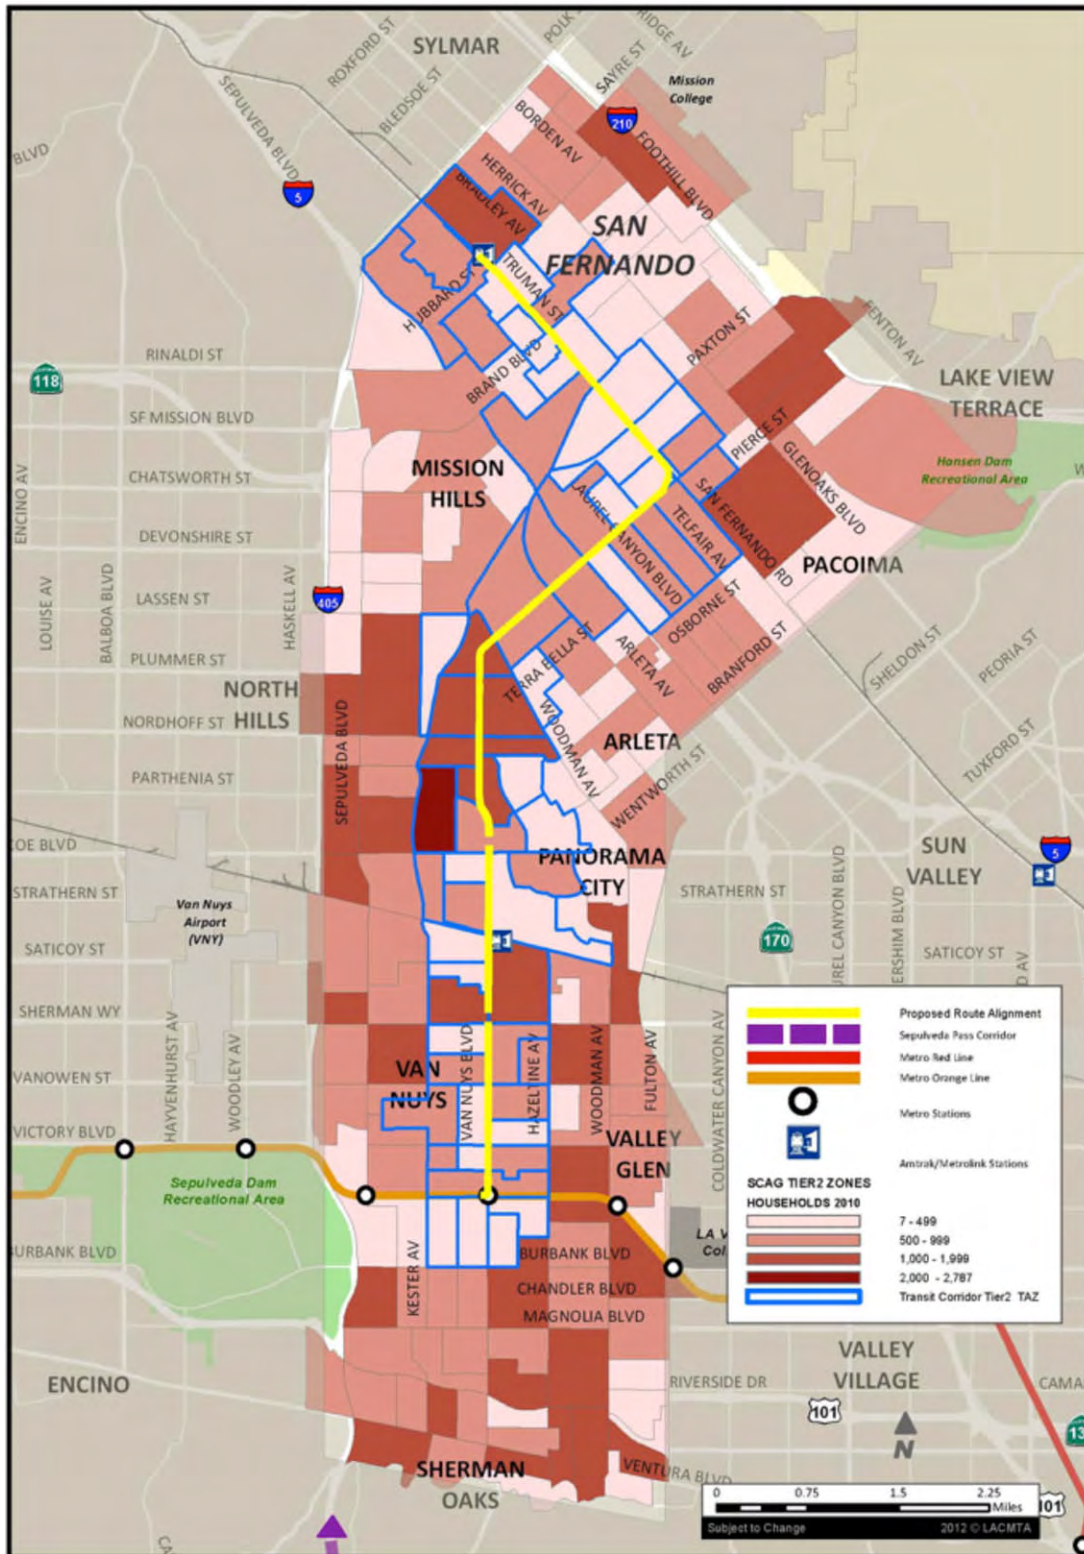 SYLMAR
ROXFORD ST
BLEDSOE ST
SEPULVEDA BLVD
POLK
RIDGE AV
SAYRE ST
Mission
College
210
5
BORDEN AV
FOOTHILL BLVD
HERRICK AV
BRADLEY AV
SAN
FERNANDO
HUBBARD ST
TRUMAN ST
BLVD
FENTON AV
PAXTON ST
RINALDI ST
118
BRAND BLVD
LAKE VIEW
TERRACE
SF MISSION BLVD
PIERCE ST
GLENOAKS BLVD
Hansen Dam
Recreational Area
MISSION
HILLS
CHATSWORTH ST
ENCINO AV
LAUREL CANYON BLVD
SAN FERNANDO RD
TELFAIR AV
DEVONSHIRE ST
PACOIMA
LOUISE AV
BALBOA BLVD
HASKELL AV
405
LASSEN ST
OSBORNE ST
BRANFORD ST
PLUMMER ST
TERRA BELLA ST
ARLETA AV
SHELDON ST
PEORIA ST
NORTH
HILLS
NORDHOFF ST
SEPULVEDA BLVD
WOODMAN AV
ARLETA
TUXFORD ST
PARTHENIA ST
WENTWORTH ST
OE BLVD
PANORAMA
CITY
SUN
VALLEY
5
STRATHERN ST
STRATHERN ST
Van Nuys
Airport
(VNY)
UREL CANYON BLVD
ERSHIM BLVD
D AV
170
SATICOY ST
SATICOY ST
SHERMAN WY
HAYVENHURST AV
WOODLEY AV
VAN
NUYS
VAN NUYS BLVD
HAZELTINE AV
WOODMAN AV
FULTON AV
COLDWATER CANYON AV
VANOWEN ST
VICTORY BLVD
VALLEY
GLEN
Sepulveda Dam
Recreational Area
LA V
Coll
BURBANK BLVD
KESTER AV
BURBANK BLVD
CHANDLER BLVD
MAGNOLIA BLVD
Proposed Route Alignment
Sepulveda Pass Corridor
Metro Red Line
Metro Orange Line
Metro Stations
Amtrak/Metrolink Stations
SCAG TIER2 ZONES
HOUSEHOLDS 2010
7 - 499
500 - 999
1,000 - 1,999
2,000 - 2,787
Transit Corridor Tier2 TAZ
ENCINO
VALLEY
VILLAGE
RIVERSIDE DR
CAMA
101
N
13
SHERMAN
OAKS
VENTURA BLVD
0 0.75 1.5 2.25
Miles
101
Subject to Change 2012 © LACMTA
CA